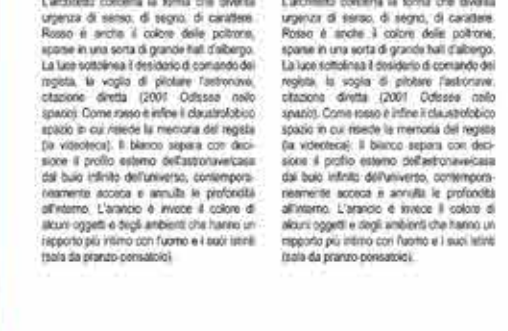 L'architetto concentra la forma che diventa
urgenza di senso, di segno, di carattere.
Rosso è anche il colore delle poltrone,
sparse in una sorta di grande hall d'albergo.
La luce sottolinea il desiderio di comando del
regista, la voglia di pilotare l'astronave,
citazione diretta (2001 Odissea nello
spazio). Come rosso è infine il claustrofobico
spazio in cui risiede la memoria del regista
(la videoteca). Il bianco separa con deci-
sione il profilo esterno dell'astronave/casa
dal buio infinito dell'universo, contempora-
neamente acceca e annulla le profondità
all'interno. L'arancio è invece il colore di
alcuni oggetti e degli ambienti che hanno un
rapporto più intimo con l'uomo e i suoi istinti
(sala da pranzo-pensatoio).
L'architetto concentra la forma che diventa
urgenza di senso, di segno, di carattere.
Rosso è anche il colore delle poltrone,
sparse in una sorta di grande hall d'albergo.
La luce sottolinea il desiderio di comando del
regista, la voglia di pilotare l'astronave,
citazione diretta (2001 Odissea nello
spazio). Come rosso è infine il claustrofobico
spazio in cui risiede la memoria del regista
(la videoteca). Il bianco separa con deci-
sione il profilo esterno dell'astronave/casa
dal buio infinito dell'universo, contempora-
neamente acceca e annulla le profondità
all'interno. L'arancio è invece il colore di
alcuni oggetti e degli ambienti che hanno un
rapporto più intimo con l'uomo e i suoi istinti
(sala da pranzo-pensatoio).